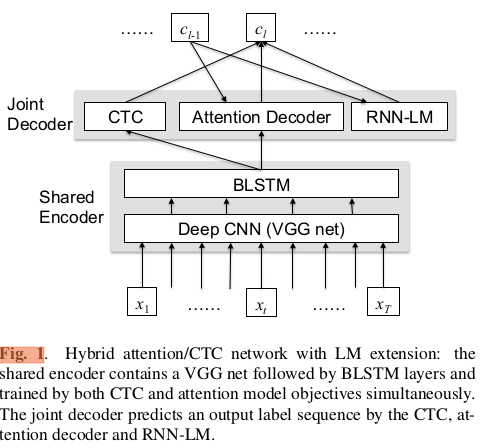 ...... c_{l-1} c_l ......
Joint
Decoder
CTC Attention Decoder RNN-LM
Shared
Encoder
BLSTM
Deep CNN (VGG net)
x_1 ...... x_t ...... x_T
Fig. 1. Hybrid attention/CTC network with LM extension: the
shared encoder contains a VGG net followed by BLSTM layers and
trained by both CTC and attention model objectives simultaneously.
The joint decoder predicts an output label sequence by the CTC, at-
tention decoder and RNN-LM.